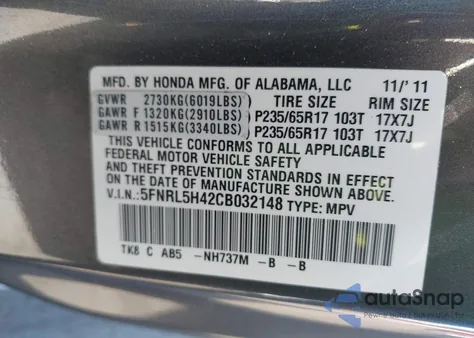 MFD. BY HONDA MFG. OF ALABAMA, LLC 11/'11
GVWR 2730KG(6019LBS) TIRE SIZE RIM SIZE
GAWR F 1320KG(2910LBS) P235/65R17 103T 17X7J
GAWR R 1515KG(3340LBS) P235/65R17 103T 17X7J
THIS VEHICLE CONFORMS TO ALL APPLICABLE
FEDERAL MOTOR VEHICLE SAFETY
AND THEFT PREVENTION STANDARDS IN EFFECT
ON THE DATE OF MANUFACTURE SHOWN ABOVE.
V.I.N.: 5FNRL5H42CB032148 TYPE: MPV
TK8 C AB5 -NH737M -B -B
autoSnap